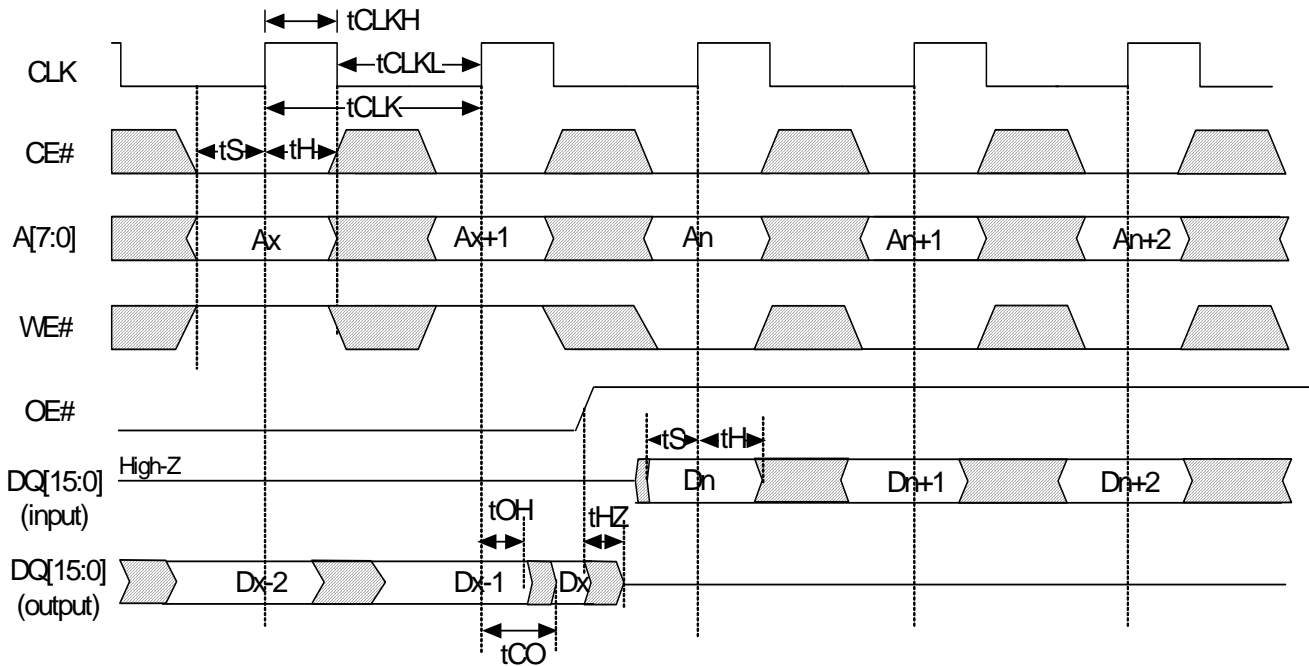 tCLKH
CLK
tCLKL
tCLK
CE#
tS
tH
A[7:0]
Ax
Ax+1
An
An+1
An+2
WE#
OE#
tS
tH
High-Z
DQ[15:0]
(input)
Dn
Dn+1
Dn+2
tOH
tHZ
DQ[15:0]
(output)
Dx-2
Dx-1
Dx
tCO